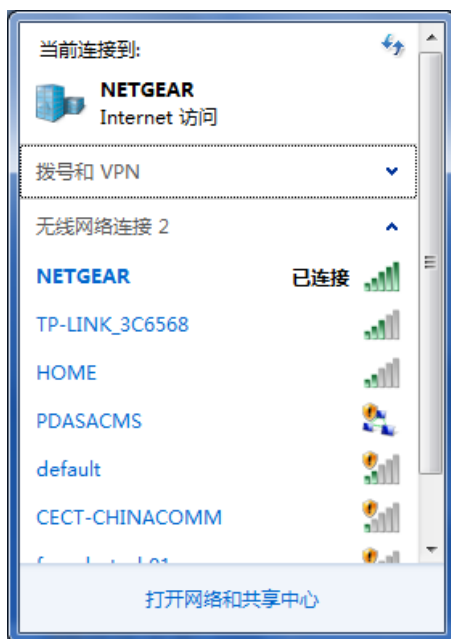 当前连接到:
NETGEAR
Internet 访问
拨号和 VPN
无线网络连接 2
NETGEAR 已连接
TP-LINK_3C6568
HOME
PDASACMS
default
CECT-CHINACOMM
打开网络和共享中心